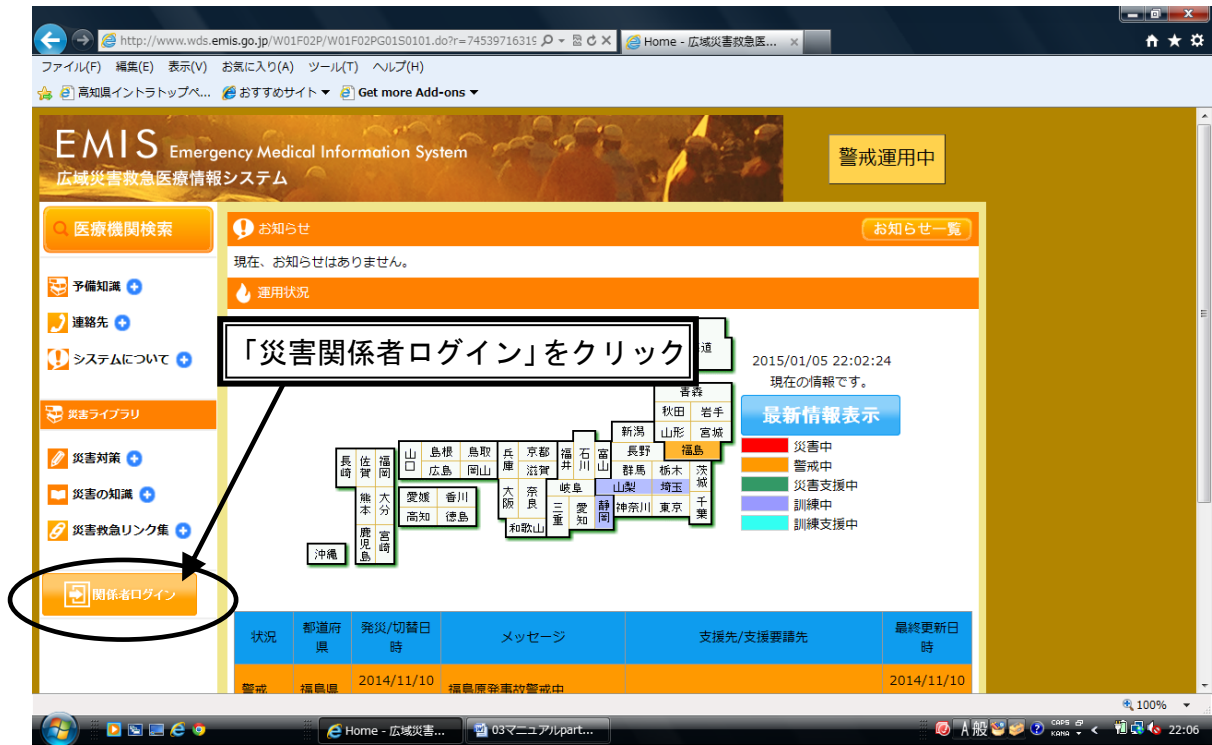 http://www.wds.emis.go.jp/W01F02P/W01F02PG01S0101.do?r=74539716319
Home - 広域災害救急医...
ファイル(F) 編集(E) 表示(V) お気に入り(A) ツール(T) ヘルプ(H)
高知県イントラトップペ... おすすめサイト Get more Add-ons
EMIS Emergency Medical Information System
広域災害救急医療情報システム
警戒運用中
医療機関検索
予備知識
連絡先
システムについて
災害ライブラリ
災害対策
災害の知識
災害救急リンク集
関係者ログイン
お知らせ
お知らせ一覧
現在、お知らせはありません。
運用状況
「災害関係者ログイン」をクリック
道
青森
秋田 岩手
山形 宮城
新潟
福島
長野
群馬 栃木
茨城
山梨 埼玉
神奈川 東京
千葉
富山
石川
福井
岐阜
静岡
愛知
三重
京都
滋賀
兵庫
大阪
奈良
和歌山
鳥取
島根
岡山
広島
山口
愛媛 香川
高知 徳島
福岡
佐賀
長崎
大分
熊本
宮崎
鹿児島
沖縄
2015/01/05 22:02:24
現在の情報です。
最新情報表示
災害中
警戒中
災害支援中
訓練中
訓練支援中
状況 都道府県 発災/切替日時 メッセージ 支援先/支援要請先 最終更新日時
警戒 福島県 2014/11/10 福島原発事故警戒中 2014/11/10
100%
Home - 広域災害...
03マニュアルpart...
A 般
CAPS
KANA
22:06